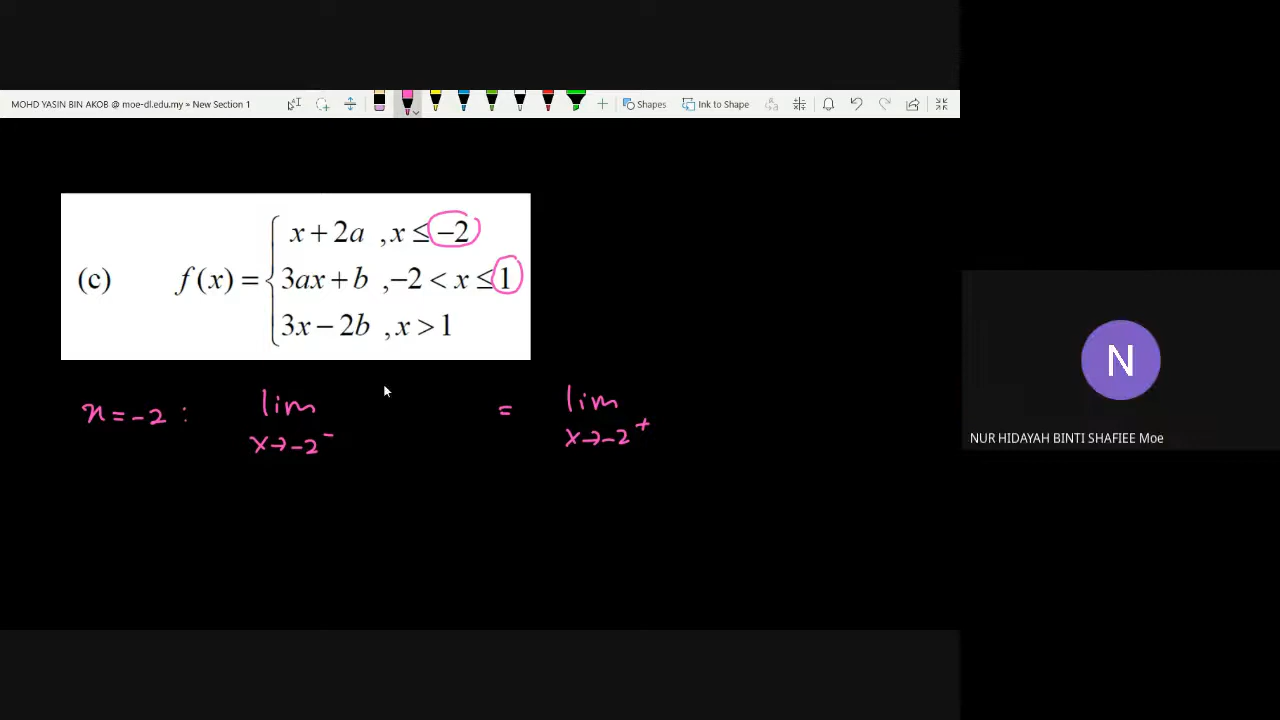 MOHD YASIN BIN AKOB @ moe-dl.edu.my » New Section 1
Shapes
Ink to Shape
(c) f(x) = { x + 2a , x ≤ -2
3ax + b , -2 < x ≤ 1
3x - 2b , x > 1
x = -2 : lim x→-2⁻ = lim x→-2⁺
N
NUR HIDAYAH BINTI SHAFIEE Moe